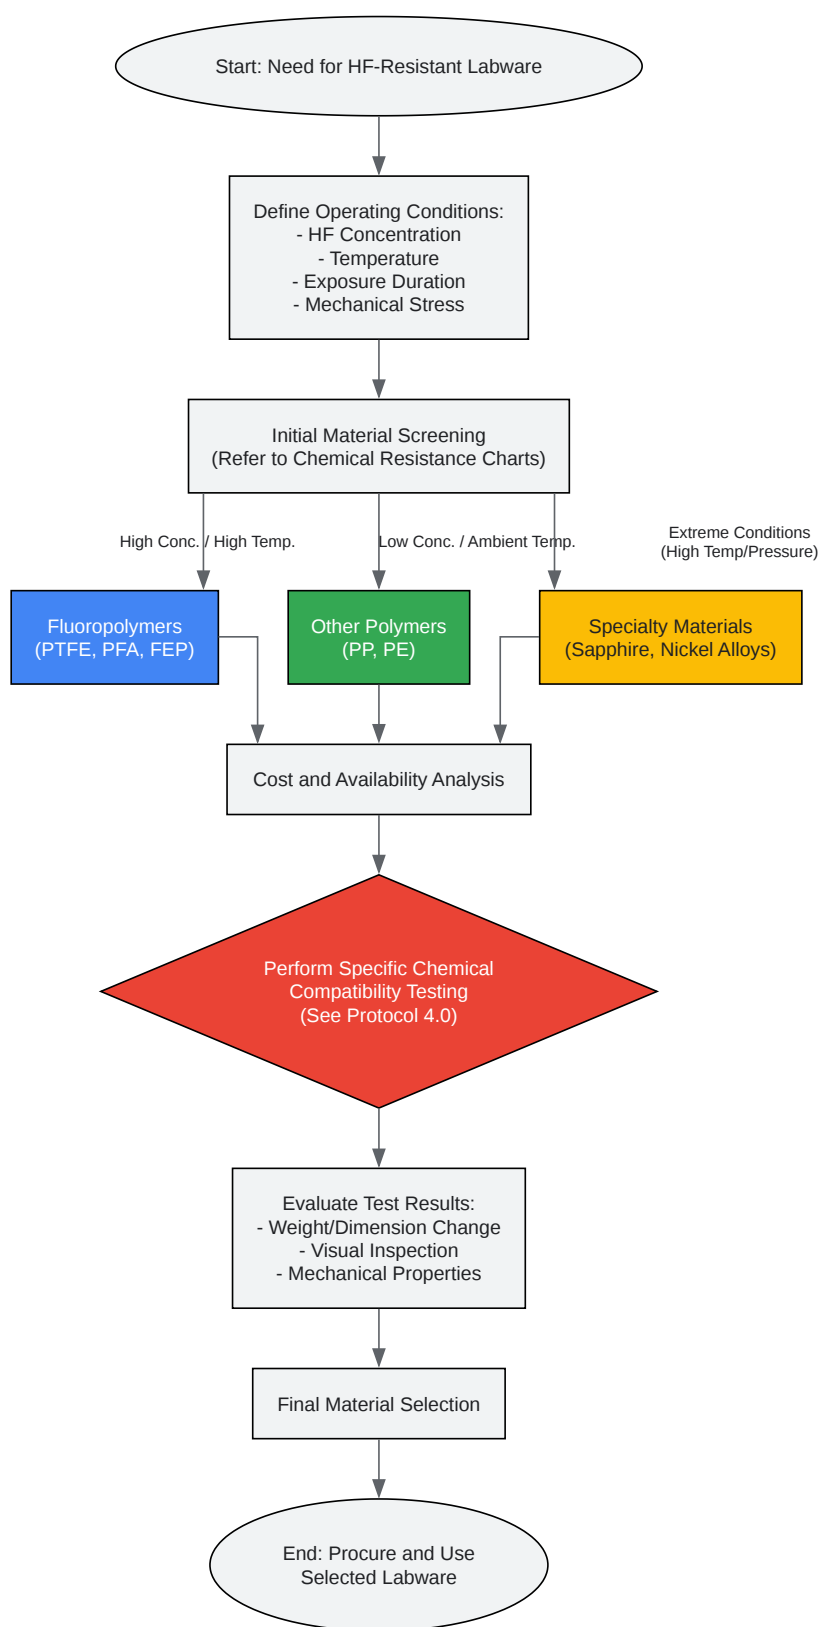 Start: Need for HF-Resistant Labware
Define Operating Conditions:
- HF Concentration
- Temperature
- Exposure Duration
- Mechanical Stress
Initial Material Screening
(Refer to Chemical Resistance Charts)
High Conc. / High Temp.
Low Conc. / Ambient Temp.
Extreme Conditions
(High Temp/Pressure)
Fluoropolymers
(PTFE, PFA, FEP)
Other Polymers
(PP, PE)
Specialty Materials
(Sapphire, Nickel Alloys)
Cost and Availability Analysis
Perform Specific Chemical
Compatibility Testing
(See Protocol 4.0)
Evaluate Test Results:
- Weight/Dimension Change
- Visual Inspection
- Mechanical Properties
Final Material Selection
End: Procure and Use
Selected Labware